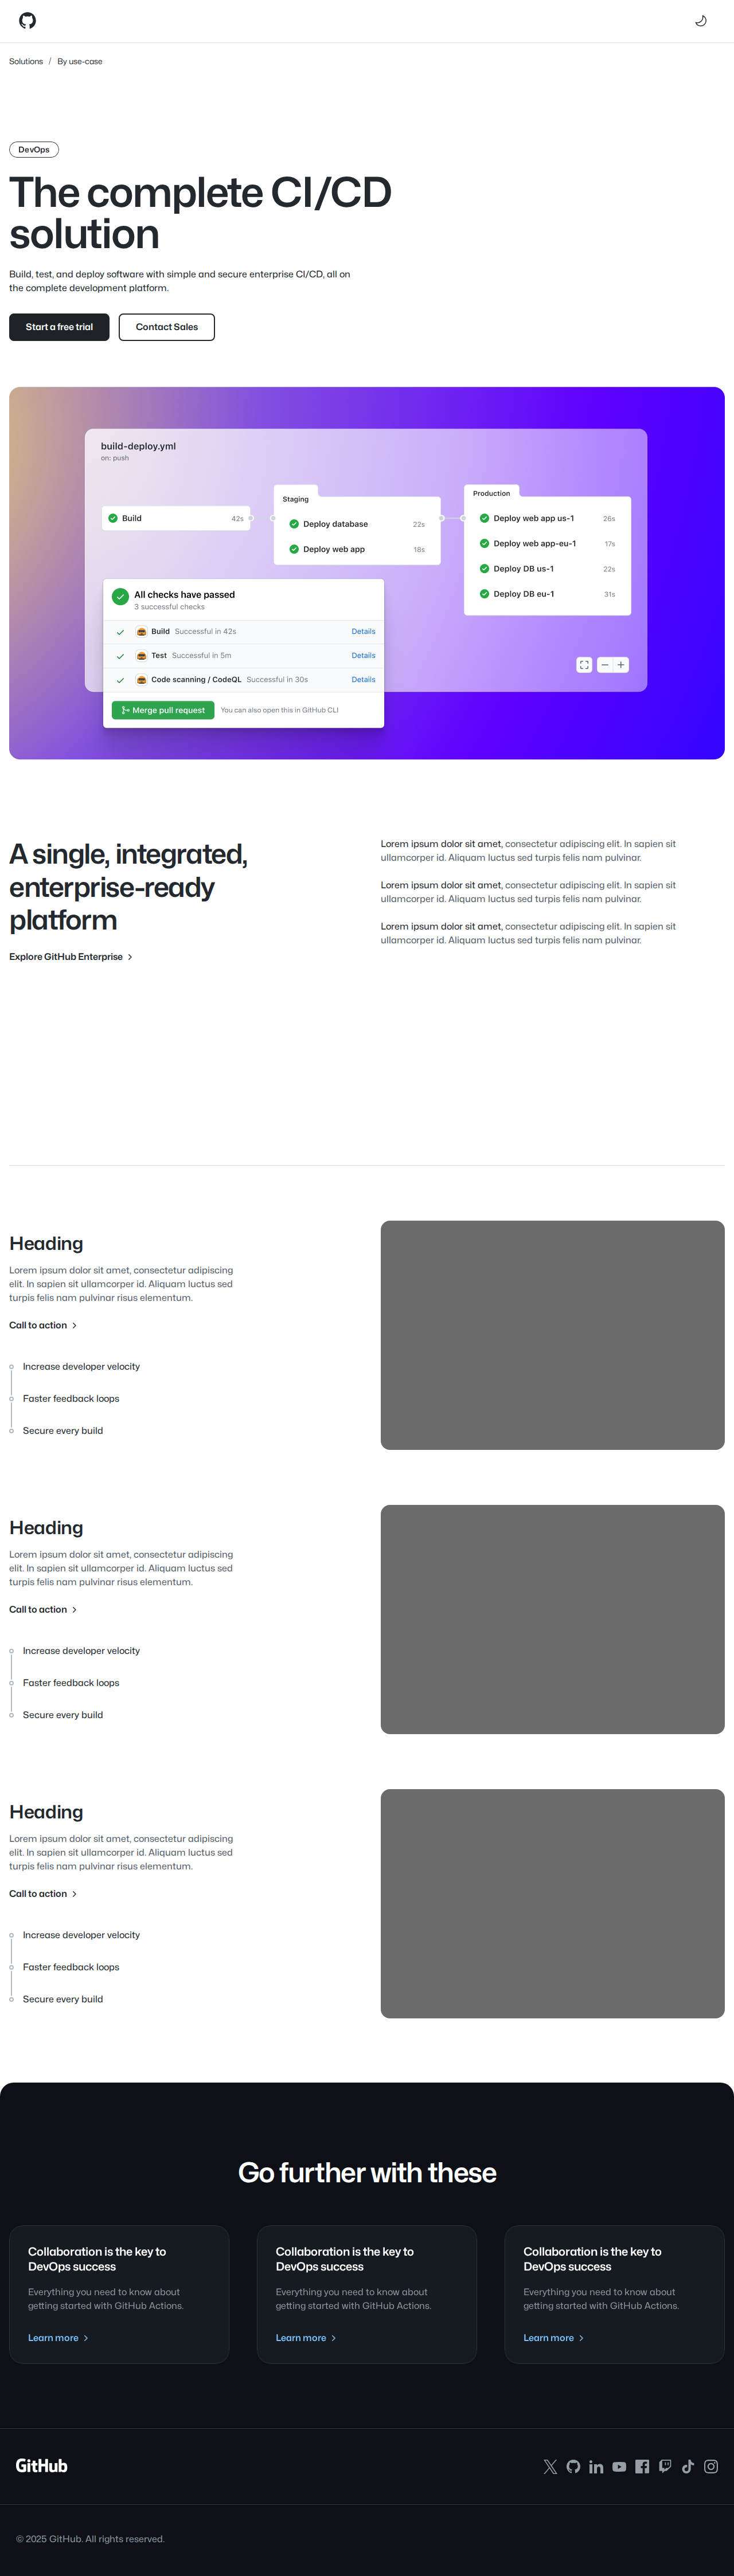 Solutions / By use-case
DevOps
The complete CI/CD
solution
Build, test, and deploy software with simple and secure enterprise CI/CD, all on
the complete development platform.
Start a free trial
Contact Sales
build-deploy.yml
on: push
Build 42s
Staging
Deploy database 22s
Deploy web app 18s
Production
Deploy web app us-1 26s
Deploy web app-eu-1 17s
Deploy DB us-1 22s
Deploy DB eu-1 31s
All checks have passed
3 successful checks
Build Successful in 42s Details
Test Successful in 5m Details
Code scanning / CodeQL Successful in 30s Details
Merge pull request You can also open this in GitHub CLI
A single, integrated,
enterprise-ready
platform
Explore GitHub Enterprise
Lorem ipsum dolor sit amet, consectetur adipiscing elit. In sapien sit
ullamcorper id. Aliquam luctus sed turpis felis nam pulvinar.
Lorem ipsum dolor sit amet, consectetur adipiscing elit. In sapien sit
ullamcorper id. Aliquam luctus sed turpis felis nam pulvinar.
Lorem ipsum dolor sit amet, consectetur adipiscing elit. In sapien sit
ullamcorper id. Aliquam luctus sed turpis felis nam pulvinar.
Heading
Lorem ipsum dolor sit amet, consectetur adipiscing
elit. In sapien sit ullamcorper id. Aliquam luctus sed
turpis felis nam pulvinar risus elementum.
Call to action
Increase developer velocity
Faster feedback loops
Secure every build
Heading
Lorem ipsum dolor sit amet, consectetur adipiscing
elit. In sapien sit ullamcorper id. Aliquam luctus sed
turpis felis nam pulvinar risus elementum.
Call to action
Increase developer velocity
Faster feedback loops
Secure every build
Heading
Lorem ipsum dolor sit amet, consectetur adipiscing
elit. In sapien sit ullamcorper id. Aliquam luctus sed
turpis felis nam pulvinar risus elementum.
Call to action
Increase developer velocity
Faster feedback loops
Secure every build
Go further with these
Collaboration is the key to
DevOps success
Everything you need to know about
getting started with GitHub Actions.
Learn more
Collaboration is the key to
DevOps success
Everything you need to know about
getting started with GitHub Actions.
Learn more
Collaboration is the key to
DevOps success
Everything you need to know about
getting started with GitHub Actions.
Learn more
GitHub
© 2025 GitHub. All rights reserved.